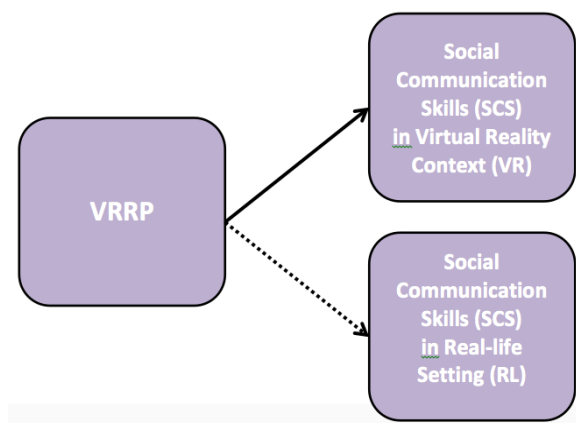 VRRP
Social
Communication
Skills (SCS)
in Virtual Reality
Context (VR)
Social
Communication
Skills (SCS)
in Real-life
Setting (RL)